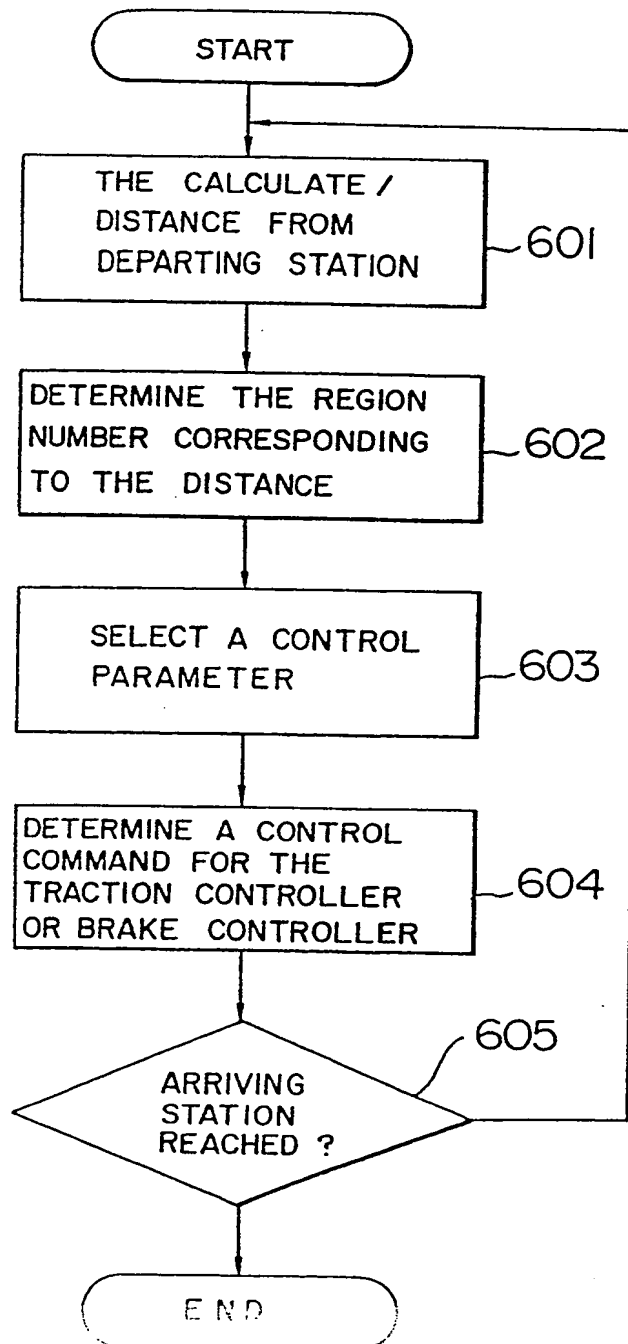 START
THE CALCULATE /
DISTANCE FROM
DEPARTING STATION
601
DETERMINE THE REGION
NUMBER CORRESPONDING
TO THE DISTANCE
602
SELECT A CONTROL
PARAMETER
603
DETERMINE A CONTROL
COMMAND FOR THE
TRACTION CONTROLLER
OR BRAKE CONTROLLER
604
605
ARRIVING
STATION
REACHED ?
END